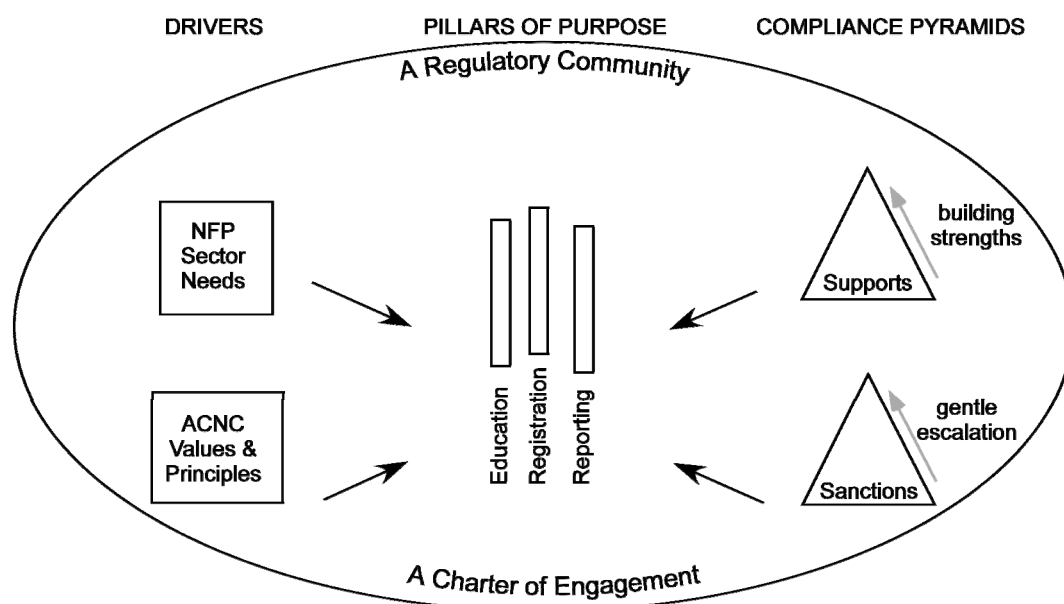 DRIVERS
PILLARS OF PURPOSE
COMPLIANCE PYRAMIDS
A Regulatory Community
NFP
Sector
Needs
ACNC
Values &
Principles
Education
Registration
Reporting
Supports
building
strengths
Sanctions
gentle
escalation
A Charter of Engagement